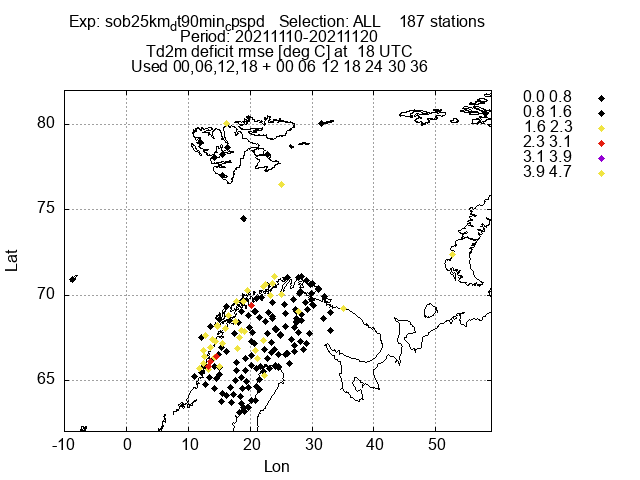 Exp: sob25km_dt90min_cpspd   Selection: ALL    187 stations
Period: 20211110-20211120
Td2m deficit rmse [deg C] at  18 UTC
Used 00,06,12,18 + 00 06 12 18 24 30 36
0.0 0.8
0.8 1.6
1.6 2.3
2.3 3.1
3.1 3.9
3.9 4.7
80
75
70
65
Lat
-10 0 10 20 30 40 50
Lon